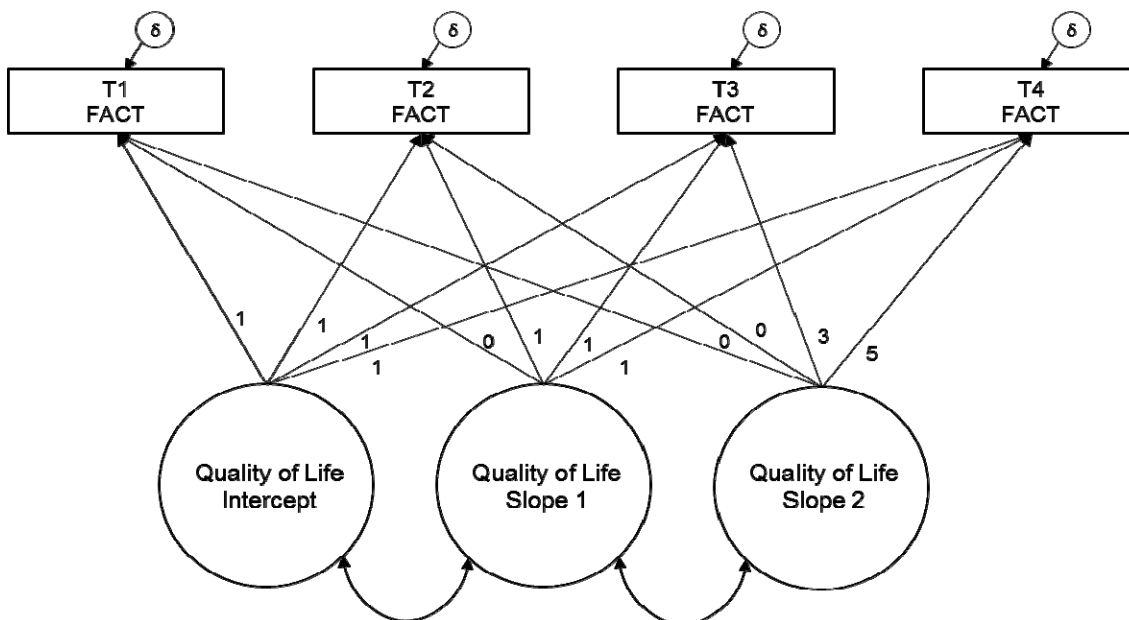 δ
δ
δ
δ
T1
FACT
T2
FACT
T3
FACT
T4
FACT
1
1
1
1
0
1
1
1
0
0
3
5
Quality of Life
Intercept
Quality of Life
Slope 1
Quality of Life
Slope 2